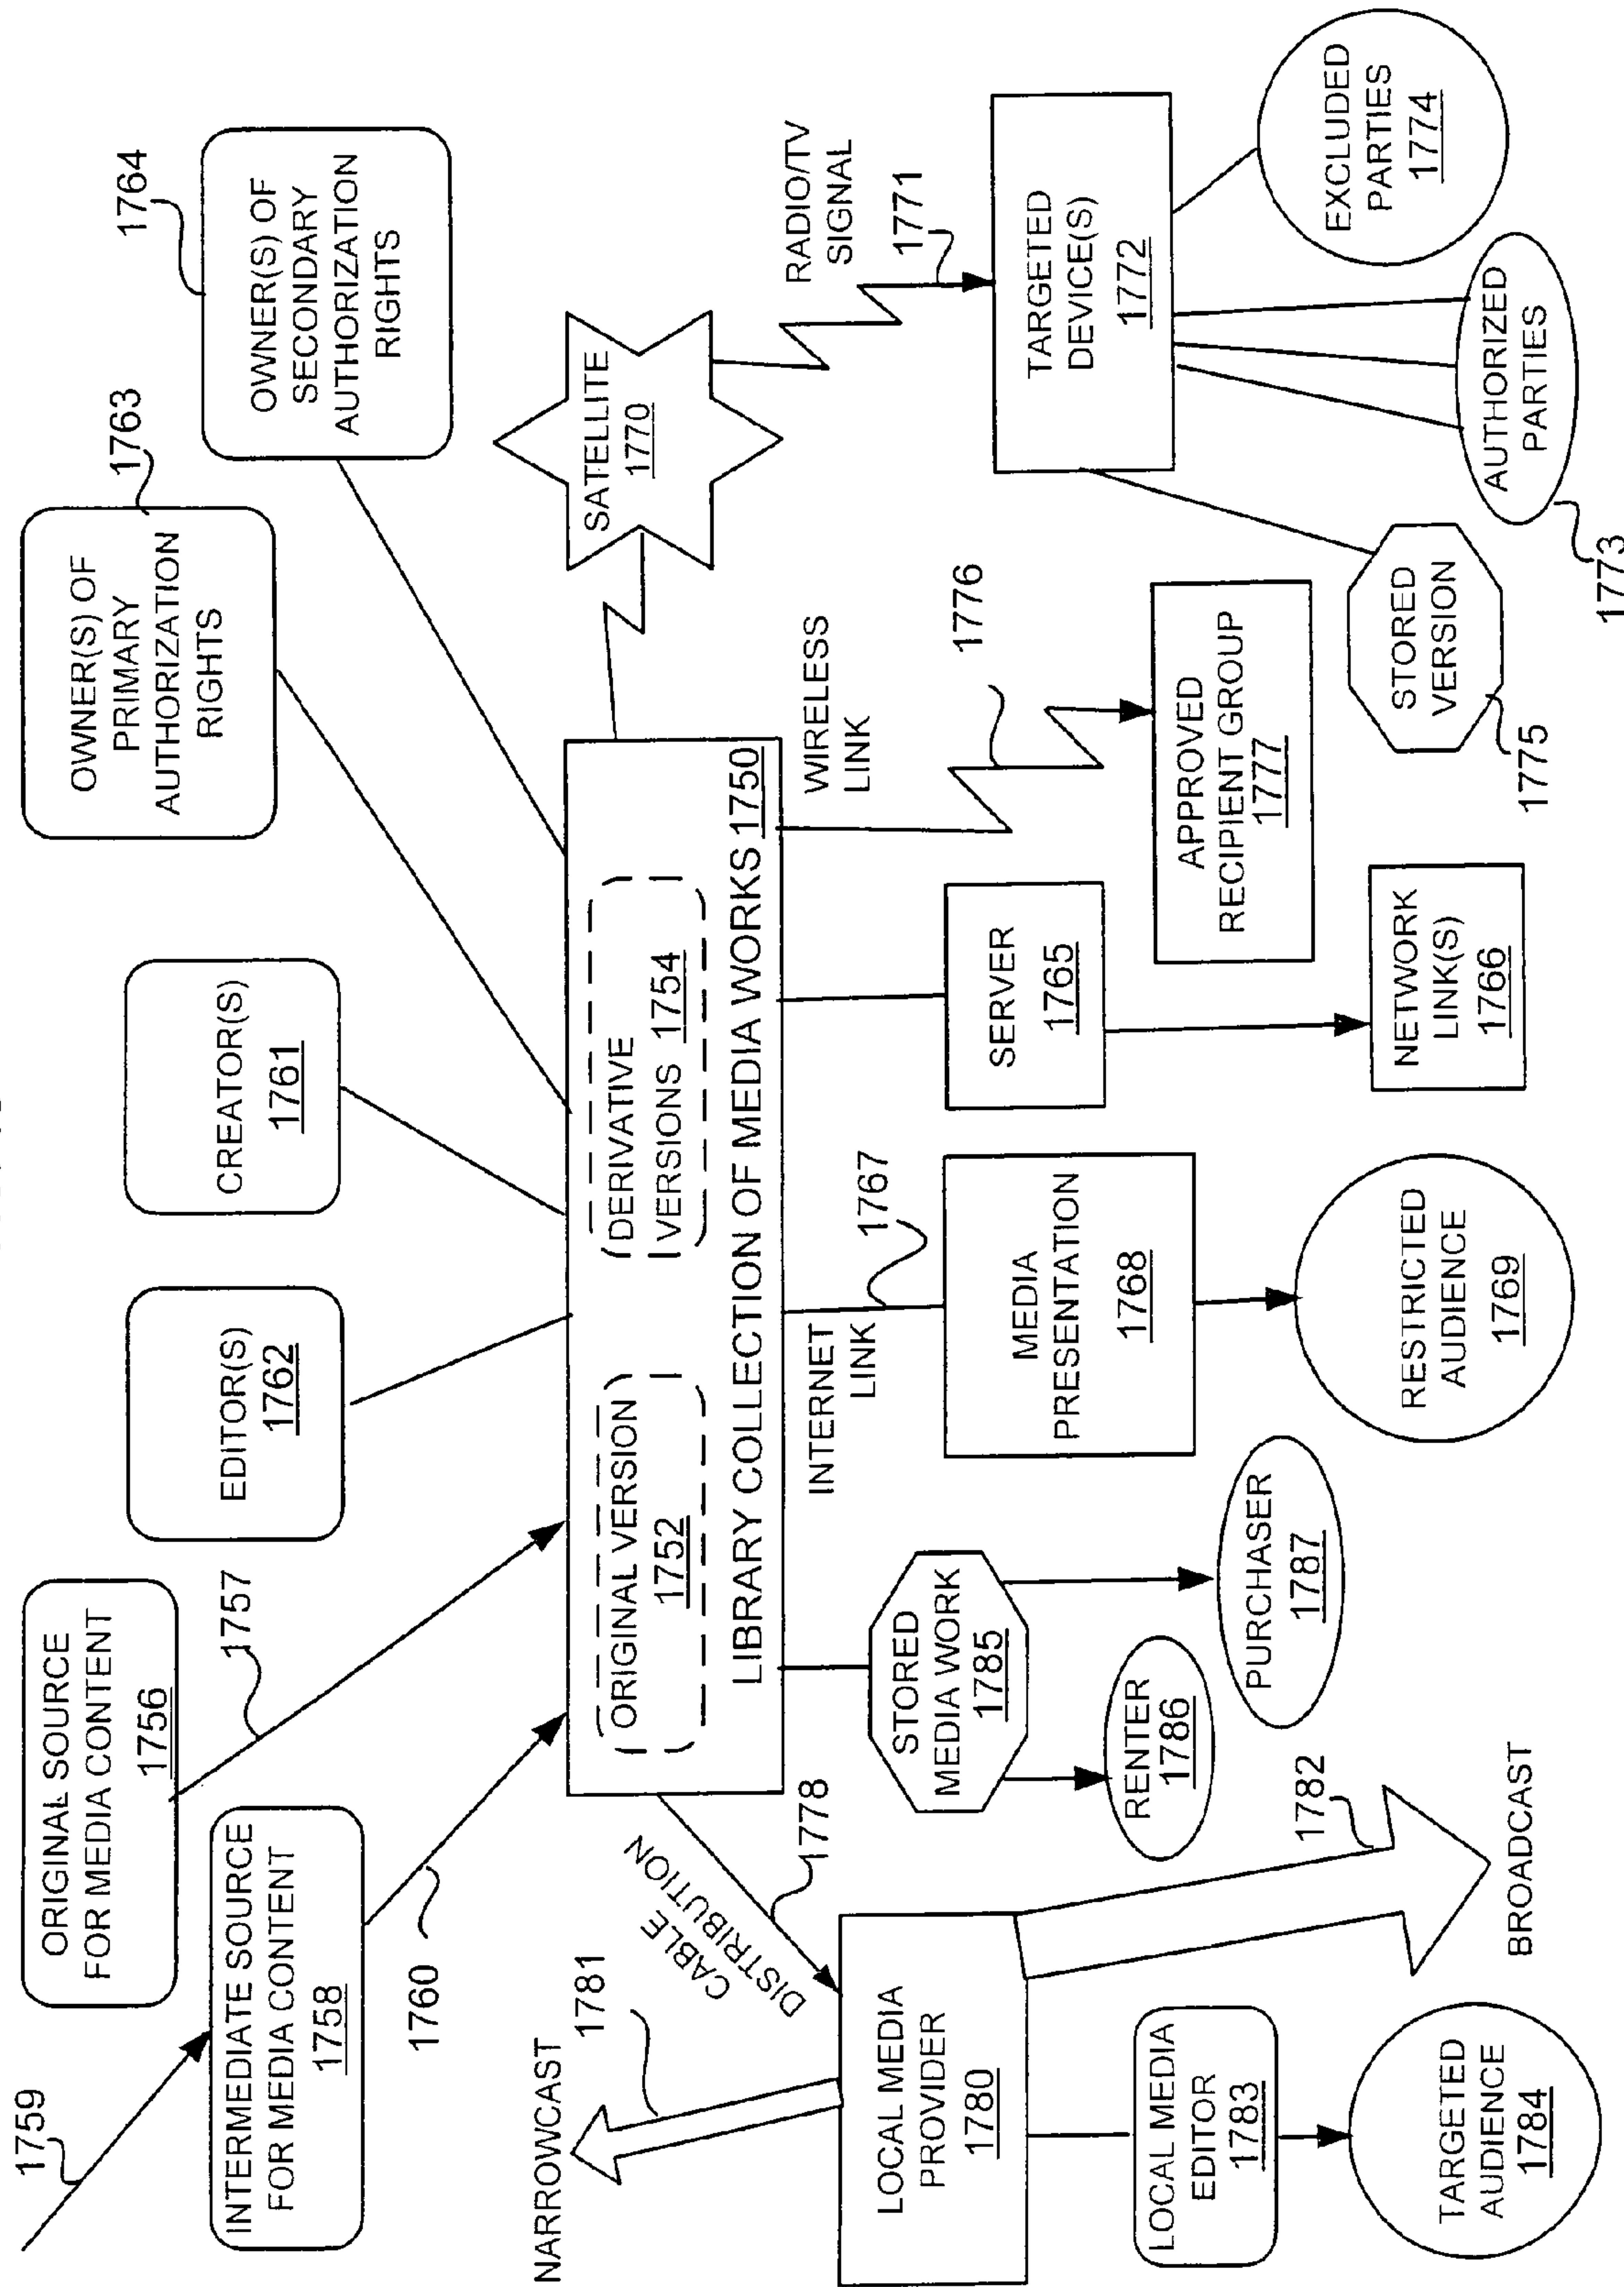 1759
ORIGINAL SOURCE
FOR MEDIA CONTENT
1756
1757
INTERMEDIATE SOURCE
FOR MEDIA CONTENT
1758
1760
EDITOR(S)
1762
CREATOR(S)
1761
OWNER(S) OF
PRIMARY
AUTHORIZATION
RIGHTS
1763
OWNER(S) OF
SECONDARY
AUTHORIZATION
RIGHTS
1764
ORIGINAL VERSION
1752
DERIVATIVE
VERSIONS 1754
LIBRARY COLLECTION OF MEDIA WORKS 1750
SATELLITE
1770
RADIO/TV
SIGNAL
1771
TARGETED
DEVICE(S)
1772
EXCLUDED
PARTIES
1774
AUTHORIZED
PARTIES
1773
STORED
VERSION
1775
WIRELESS
LINK
1776
APPROVED
RECIPIENT GROUP
1777
SERVER
1765
NETWORK
LINK(S)
1766
INTERNET
LINK
1767
MEDIA
PRESENTATION
1768
RESTRICTED
AUDIENCE
1769
STORED
MEDIA WORK
1785
RENTER
1786
PURCHASER
1787
CABLE
DISTRIBUTION
1778
NARROWCAST
1781
LOCAL MEDIA
PROVIDER
1780
1782
BROADCAST
LOCAL MEDIA
EDITOR
1783
TARGETED
AUDIENCE
1784